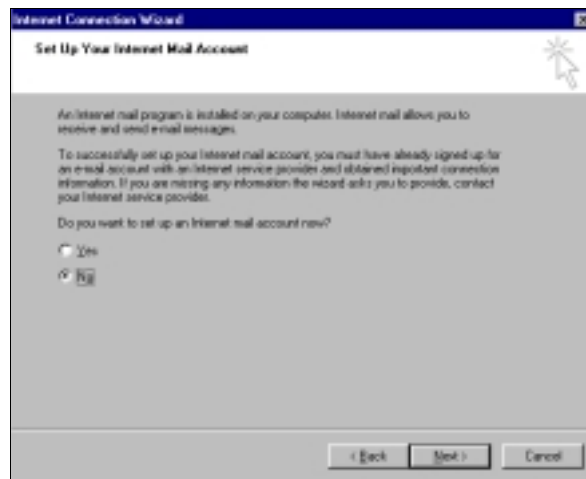 Internet Connection Wizard
Set Up Your Internet Mail Account
An Internet mail program is installed on your computer. Internet mail allows you to
receive and send e-mail messages.
To successfully set up your Internet mail account, you must have already signed up for
an e-mail account with an Internet service provider and obtained important connection
information. If you are missing any information the wizard asks you to provide, contact
your Internet service provider.
Do you want to set up an Internet mail account now?
Yes
No
< Back
Next >
Cancel